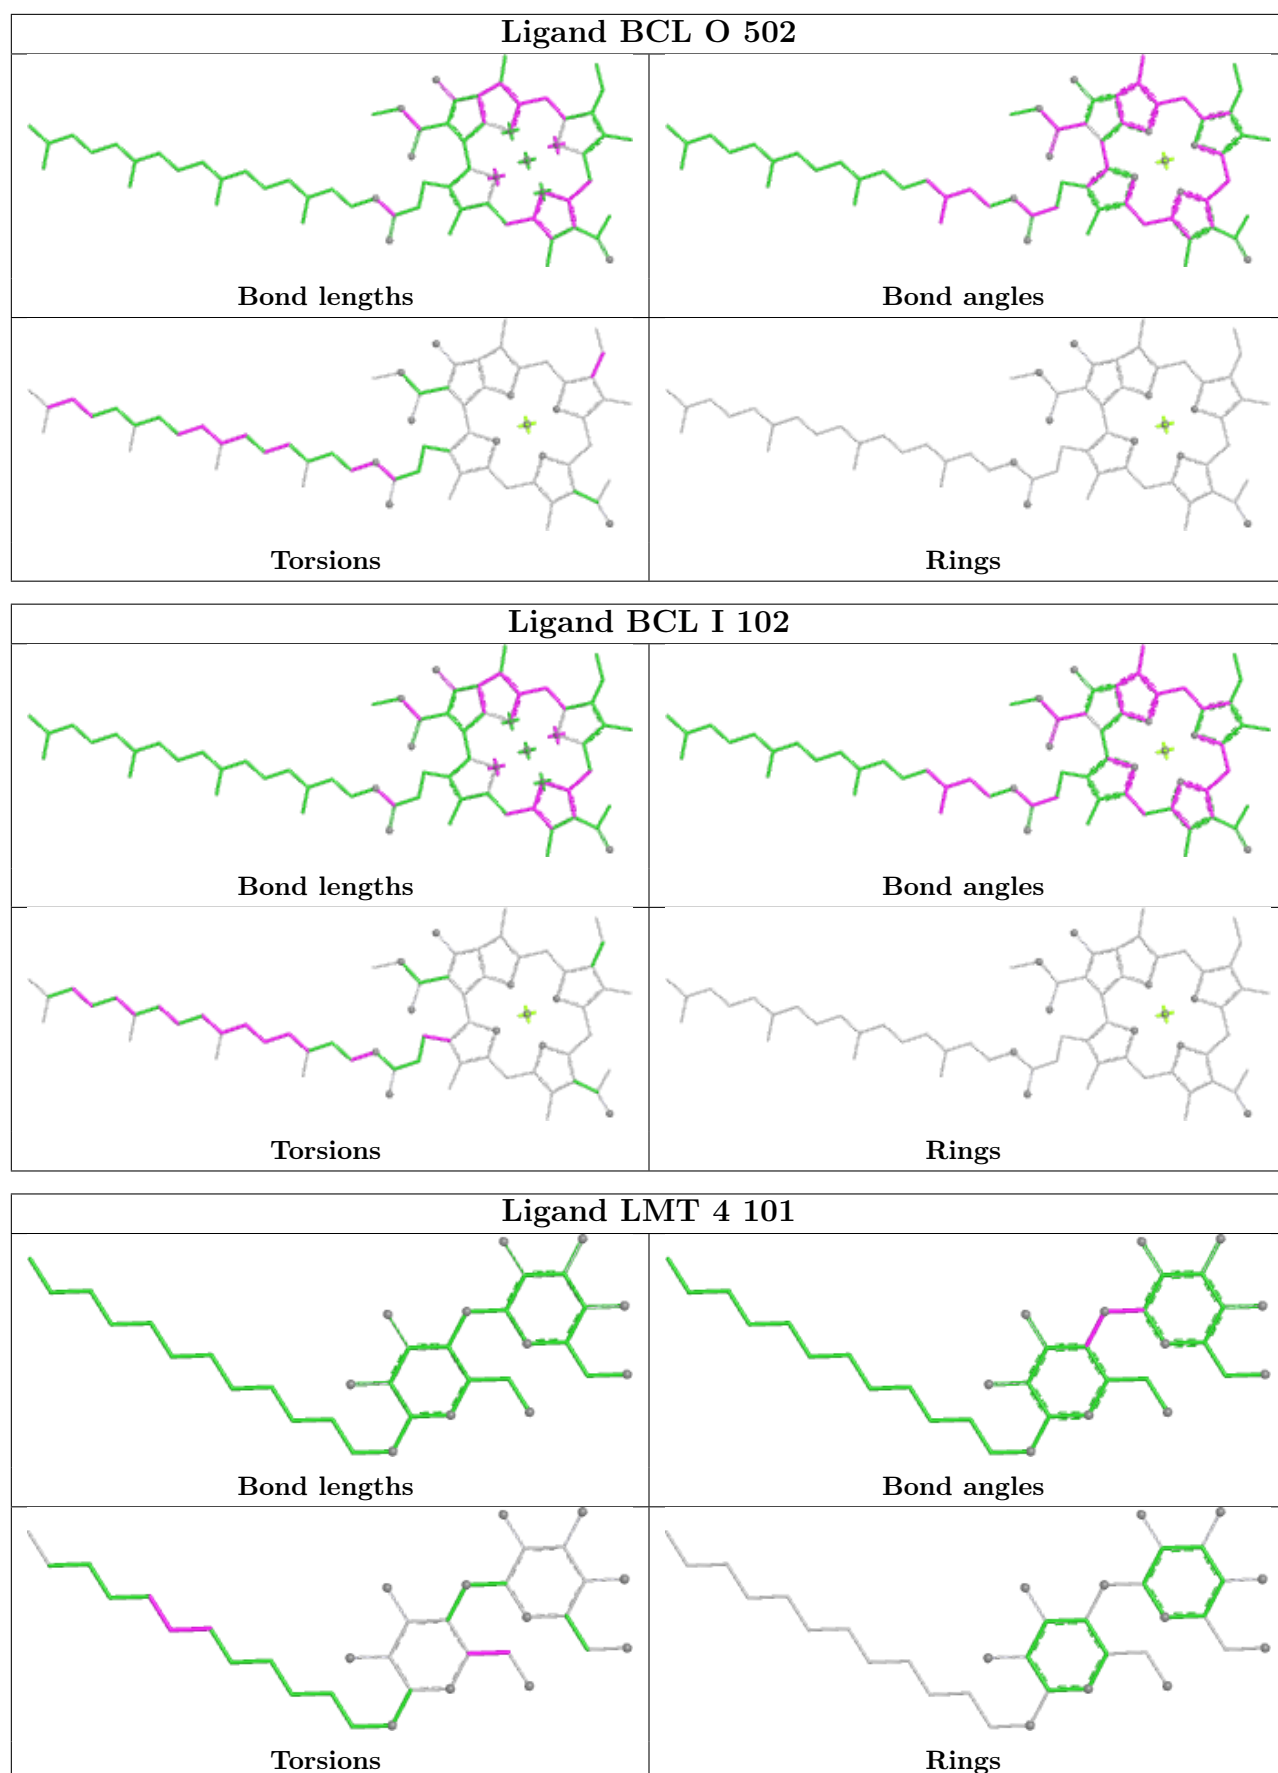 Ligand BCL O 502
Bond lengths
Bond angles
Torsions
Rings
Ligand BCL I 102
Bond lengths
Bond angles
Torsions
Rings
Ligand LMT 4 101
Bond lengths
Bond angles
Torsions
Rings